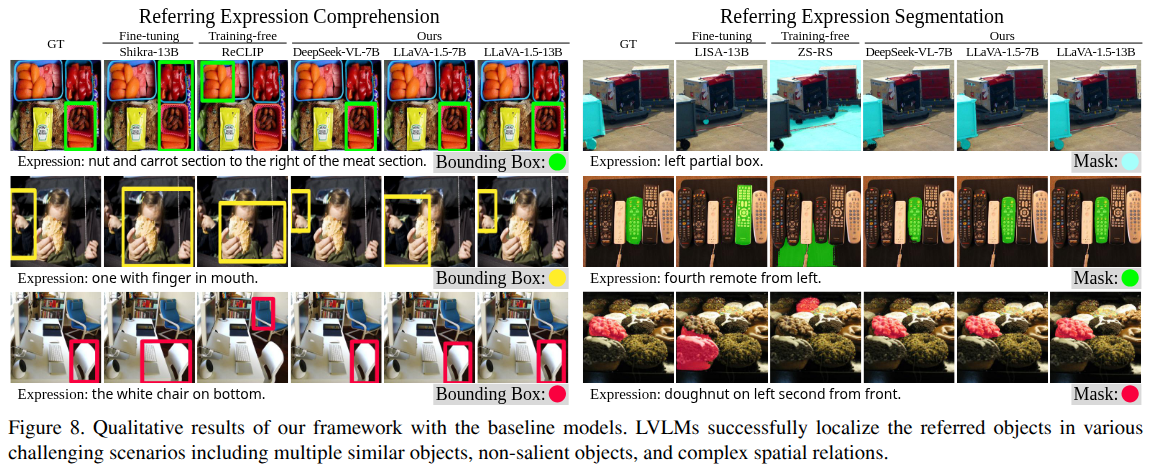 Referring Expression Comprehension
GT
Fine-tuning
Training-free
Ours
Shikra-13B
ReCLIP
DeepSeek-VL-7B
LLaVA-1.5-7B
LLaVA-1.5-13B
Expression: nut and carrot section to the right of the meat section.
Bounding Box:
Expression: one with finger in mouth.
Bounding Box:
Expression: the white chair on bottom.
Bounding Box:
Referring Expression Segmentation
GT
Fine-tuning
Training-free
Ours
LISA-13B
ZS-RS
DeepSeek-VL-7B
LLaVA-1.5-7B
LLaVA-1.5-13B
Expression: left partial box.
Mask:
Expression: fourth remote from left.
Mask:
Expression: doughnut on left second from front.
Mask:
Figure 8. Qualitative results of our framework with the baseline models. LVLMs successfully localize the referred objects in various
challenging scenarios including multiple similar objects, non-salient objects, and complex spatial relations.